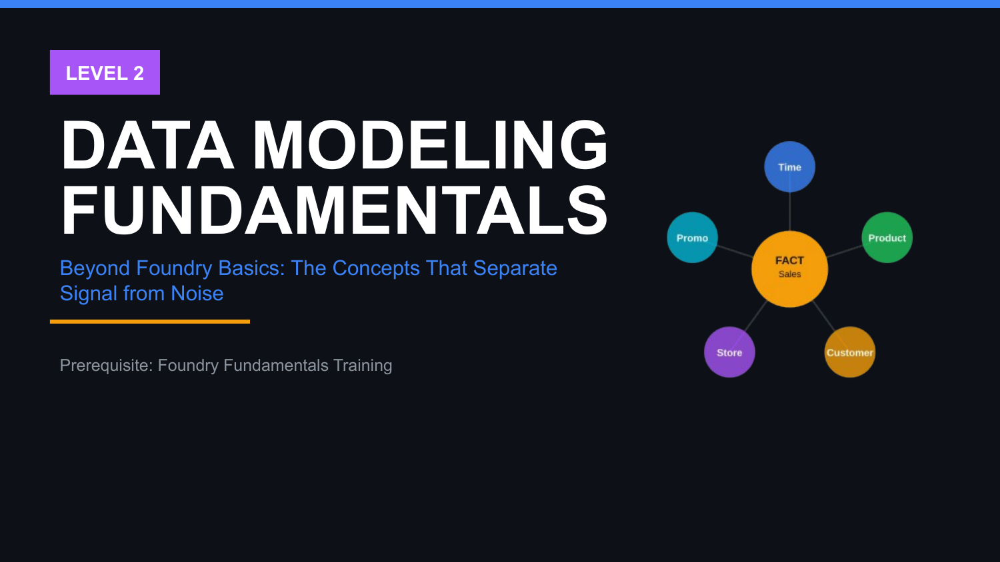 LEVEL 2
DATA MODELING
FUNDAMENTALS
Beyond Foundry Basics: The Concepts That Separate
Signal from Noise
Prerequisite: Foundry Fundamentals Training
Time
Promo
Product
FACT
Sales
Store
Customer